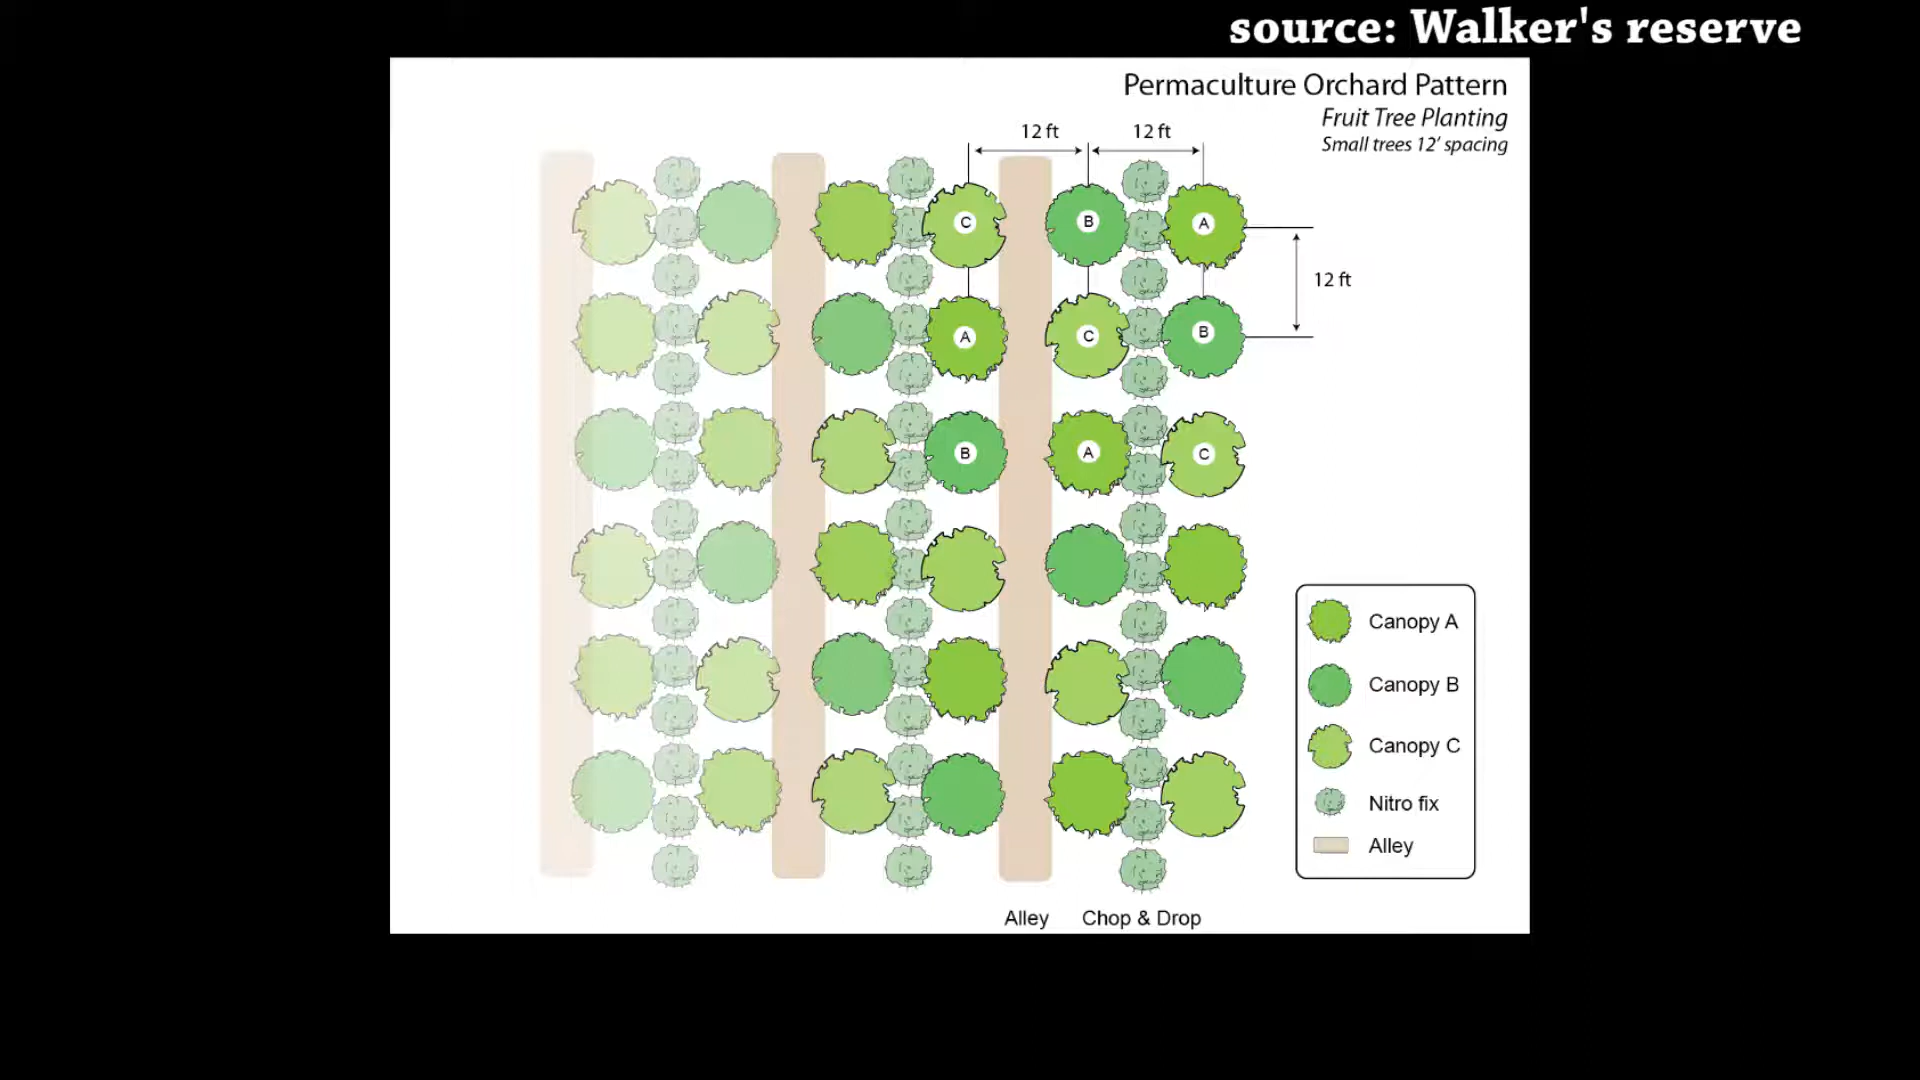 source: Walker's reserve
Permaculture Orchard Pattern
Fruit Tree Planting
Small trees 12' spacing
12 ft
12 ft
C
B
A
12 ft
A
C
B
B
A
C
Canopy A
Canopy B
Canopy C
Nitro fix
Alley
Alley
Chop & Drop